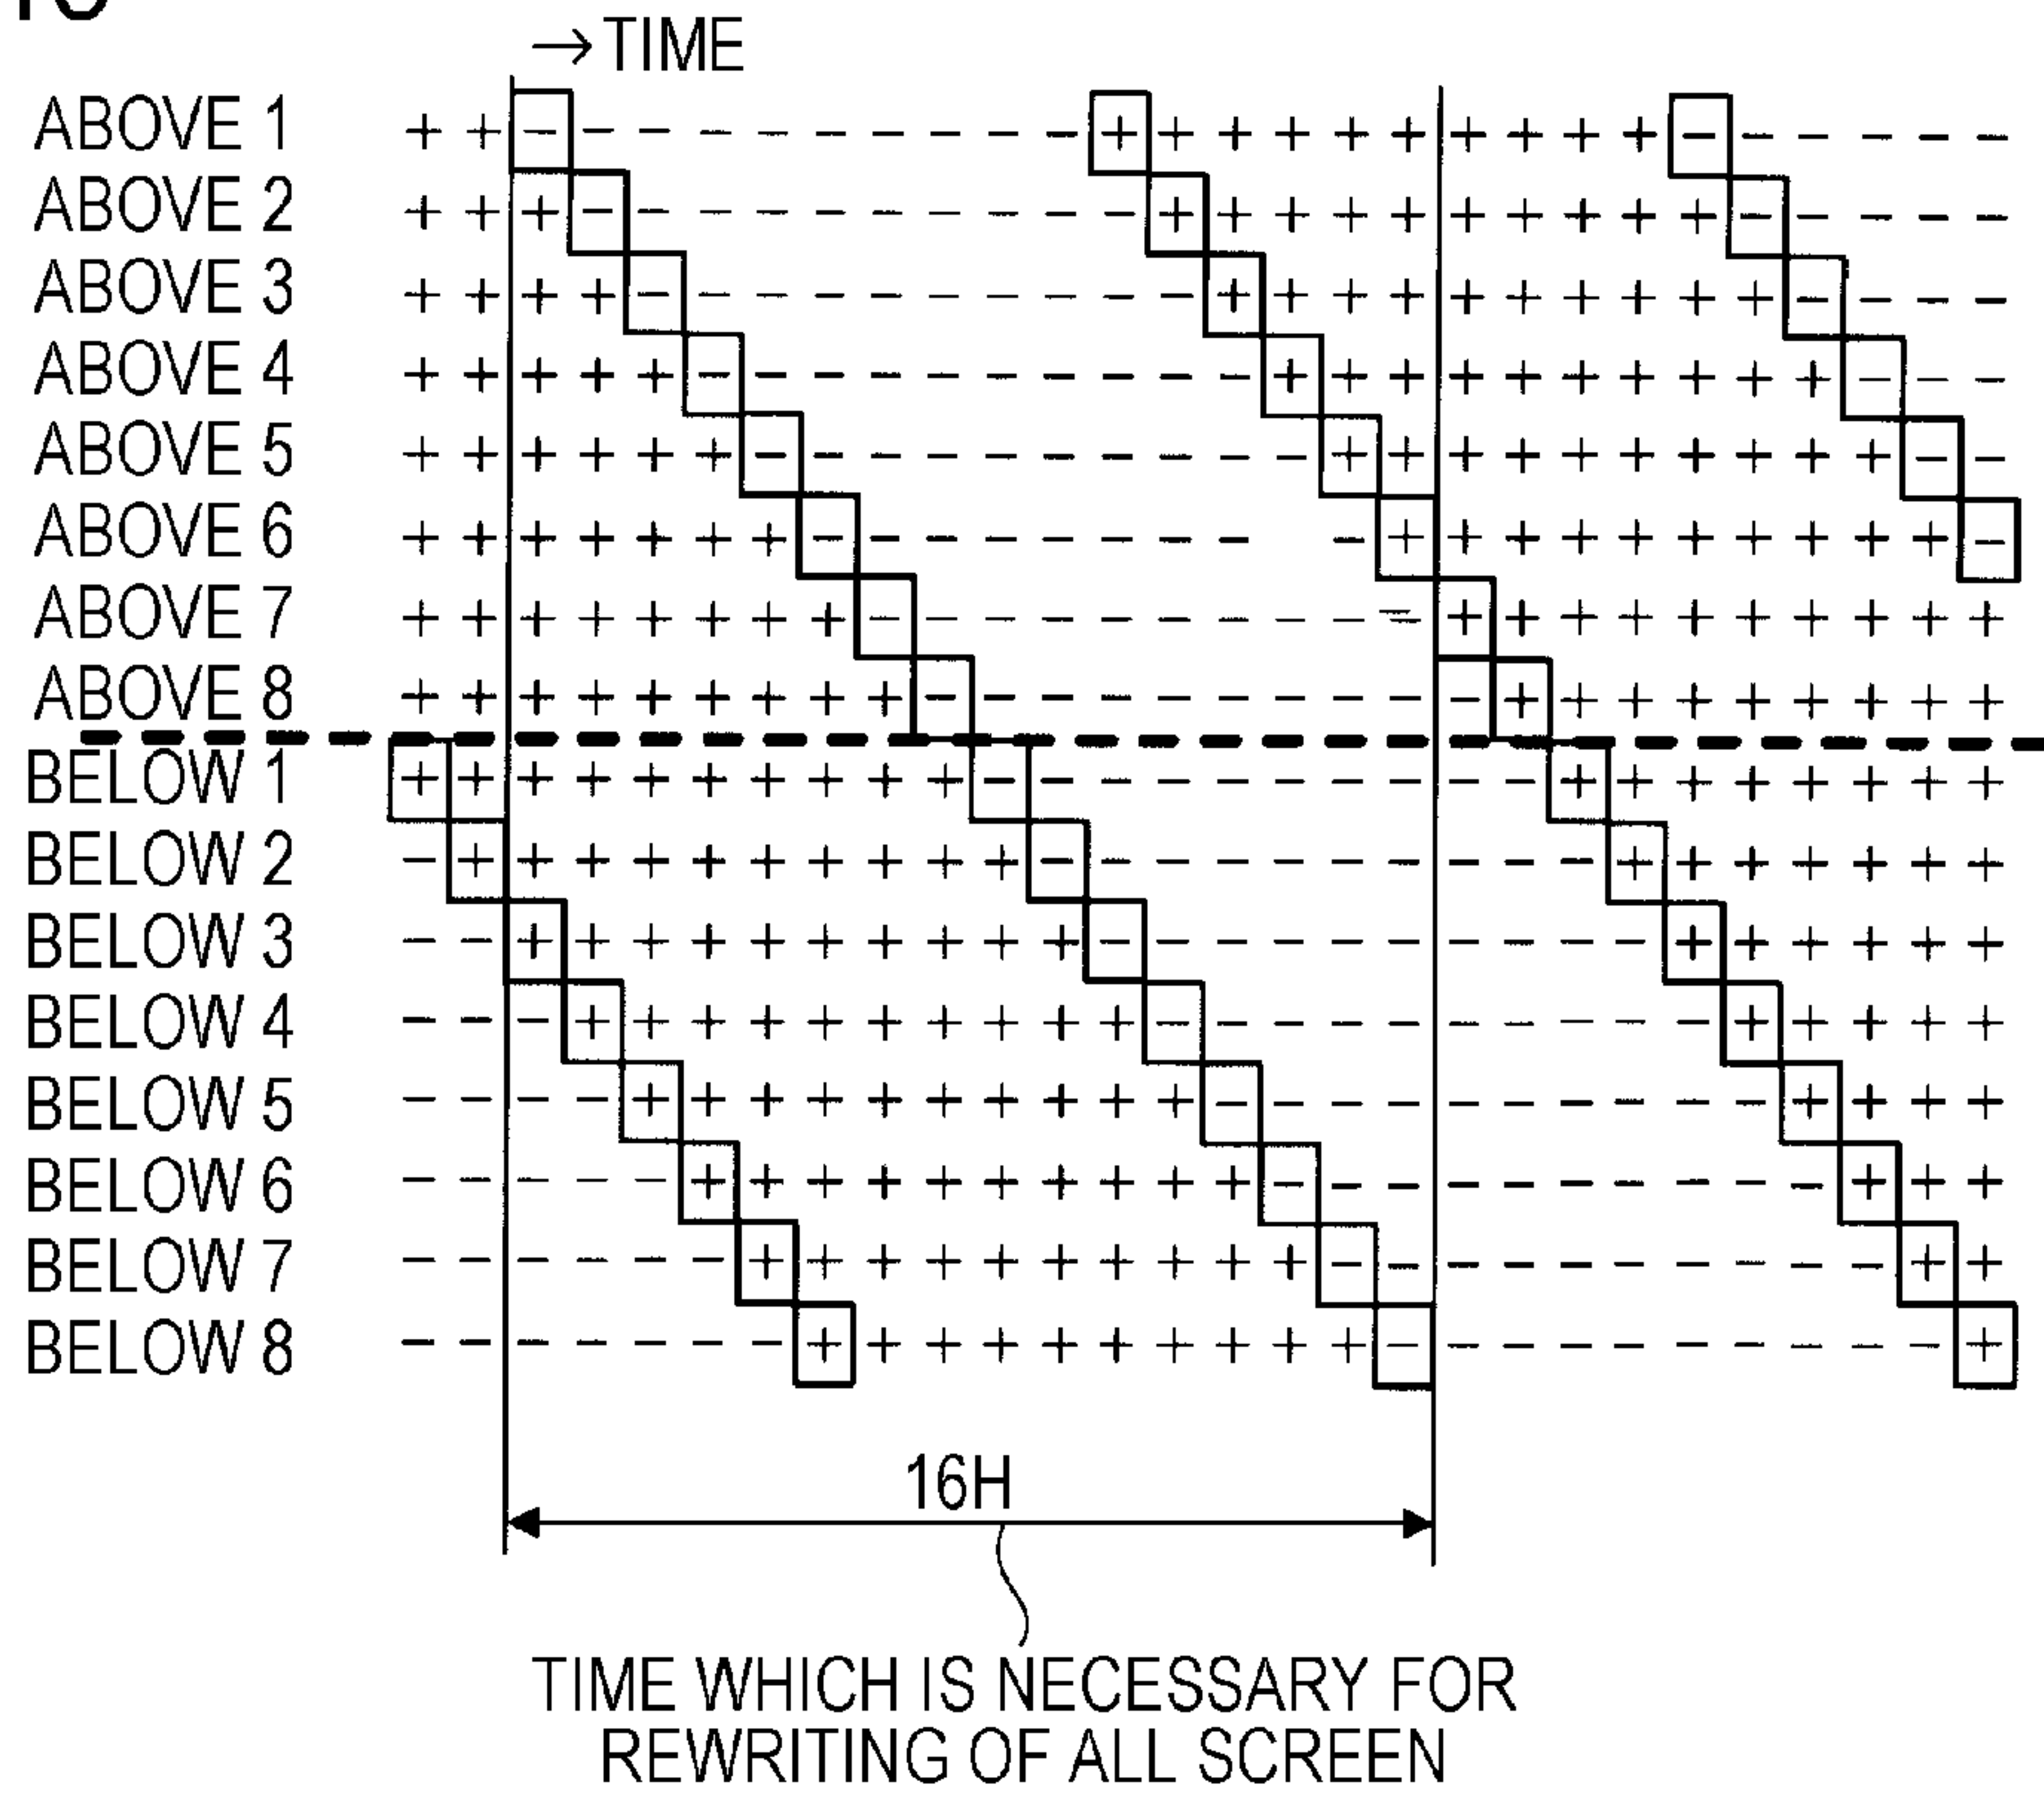 →TIME
ABOVE 1 + + - - - - - - - - - - + + + + + + + + + + - - - - - -
ABOVE 2 + + + - - - - - - - - - - + + + + + + + + + + - - - - -
ABOVE 3 + + + + - - - - - - - - - - + + + + + + + + + + - - - -
ABOVE 4 + + + + + - - - - - - - - - - + + + + + + + + + + - - -
ABOVE 5 + + + + + + - - - - - - - - - - + + + + + + + + + + - -
ABOVE 6 + + + + + + + - - - - - - - - - + + + + + + + + + + -
ABOVE 7 + + + + + + + + - - - - - - - - - - + + + + + + + + + +
ABOVE 8 + + + + + + + + + - - - - - - - - - - + + + + + + + + +
BELOW 1 + + + + + + + + + + - - - - - - - - - - + + + + + + + +
BELOW 2 - + + + + + + + + + + - - - - - - - - - - + + + + + + +
BELOW 3 - - + + + + + + + + + + - - - - - - - - - - + + + + + +
BELOW 4 - - - + + + + + + + + + + - - - - - - - - - - + + + + +
BELOW 5 - - - - + + + + + + + + + + - - - - - - - - - - + + + +
BELOW 6 - - - - - + + + + + + + + + + - - - - - - - - - - + + +
BELOW 7 - - - - - - + + + + + + + + + + - - - - - - - - - - + +
BELOW 8 - - - - - - - + + + + + + + + + + - - - - - - - - - - +
16H
TIME WHICH IS NECESSARY FOR
REWRITING OF ALL SCREEN